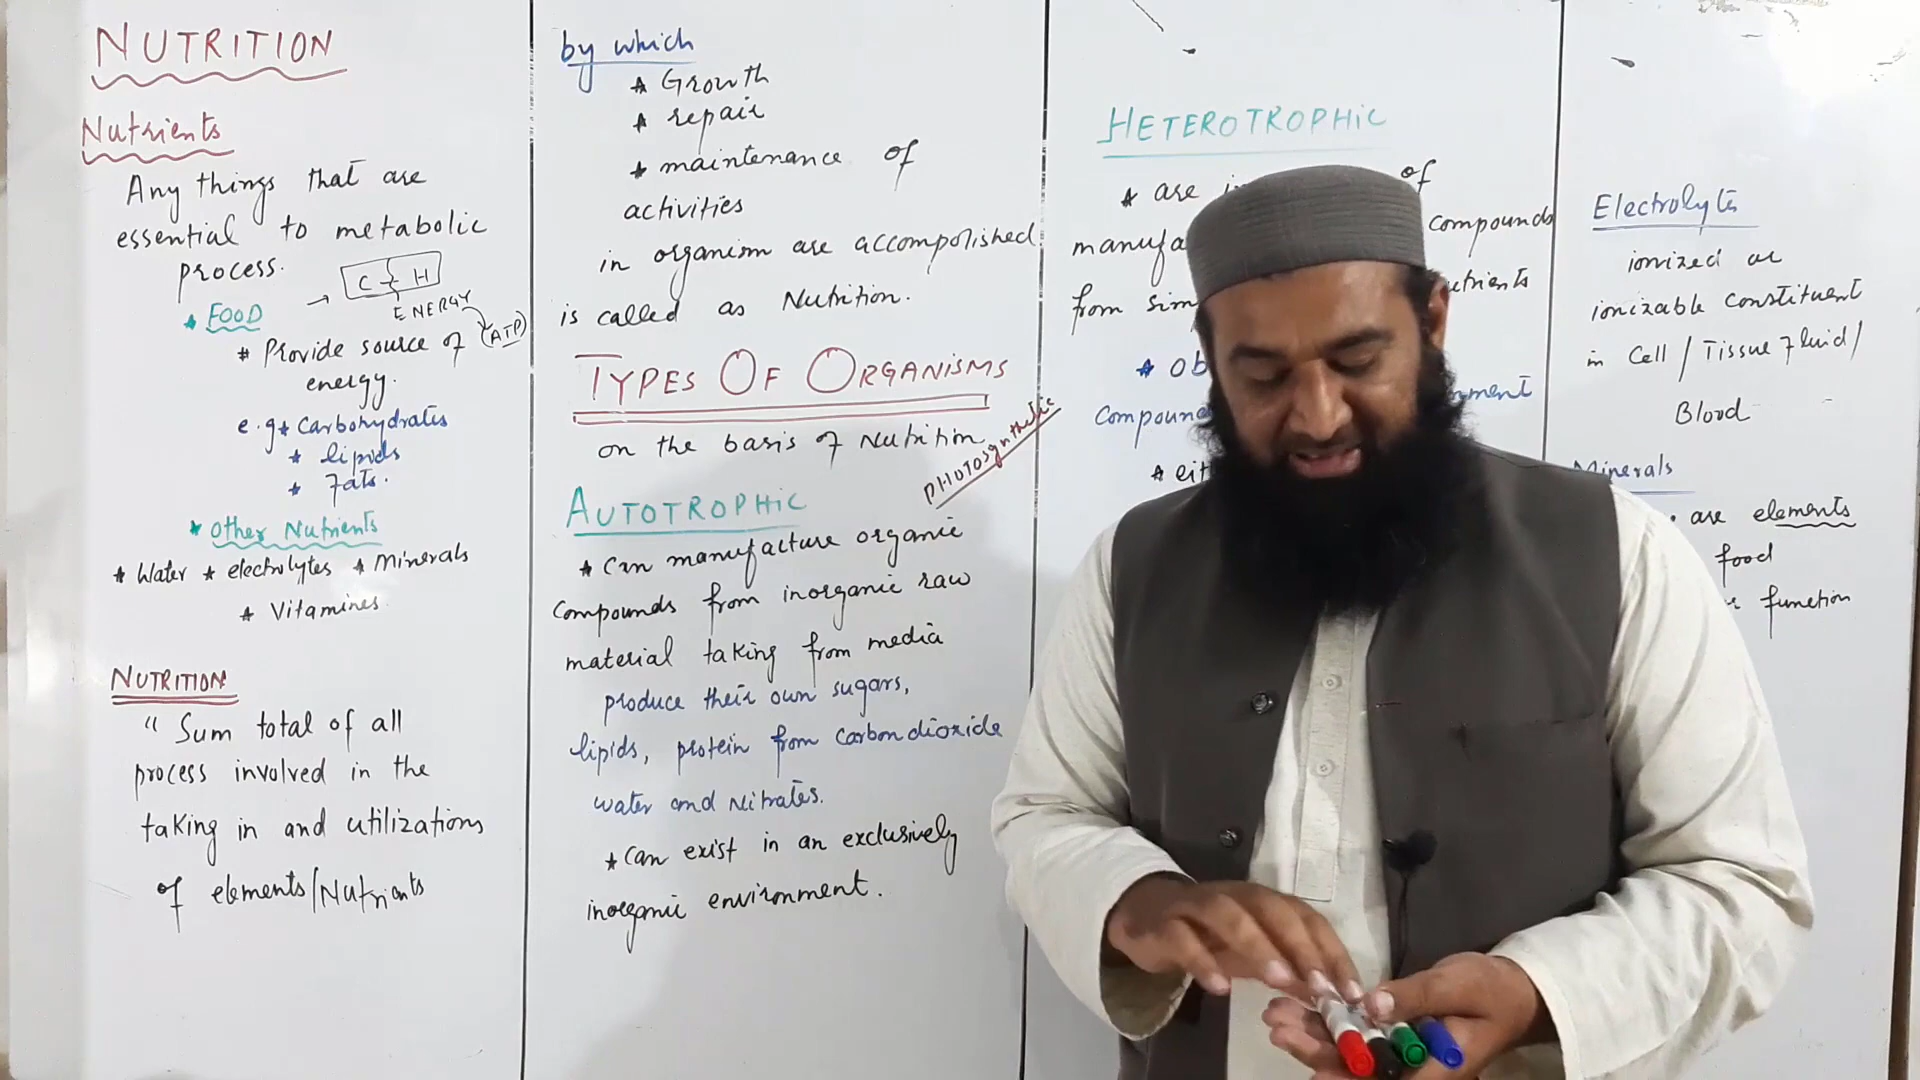 NUTRITION
Nutrients
Any things that are
essential to metabolic
process.
C H
→ ENERGY
(ATP)
* FOOD
* Provide source of
energy.
e.g * Carbohydrates
* lipids
* Fats.
* Other Nutrients
* Water * electrolytes * Minerals
* Vitamines
NUTRITION
" Sum total of all
process involved in the
taking in and utilizations
of elements/Nutrients
by which
* Growth
* repair
* maintenance of
activities
in organism are accompolished
is called as Nutrition.
TYPES OF ORGANISMS
on the basis of Nutrition
PHOTOSYNTHETIC
AUTOTROPHIC
* Can manufacture organic
compounds from inorganic raw
material taking from media
produce their own sugars,
lipids, protein from Carbondioxide
water and Nitrates.
* Can exist in an exclusively
inorganic environment.
HETEROTROPHIC
* are of
compounds
from
* Ob
*
Electrolytes
ionized or
ionizable constituent
in Cell / Tissue fluid /
Blood
Minerals
are elements
food
function